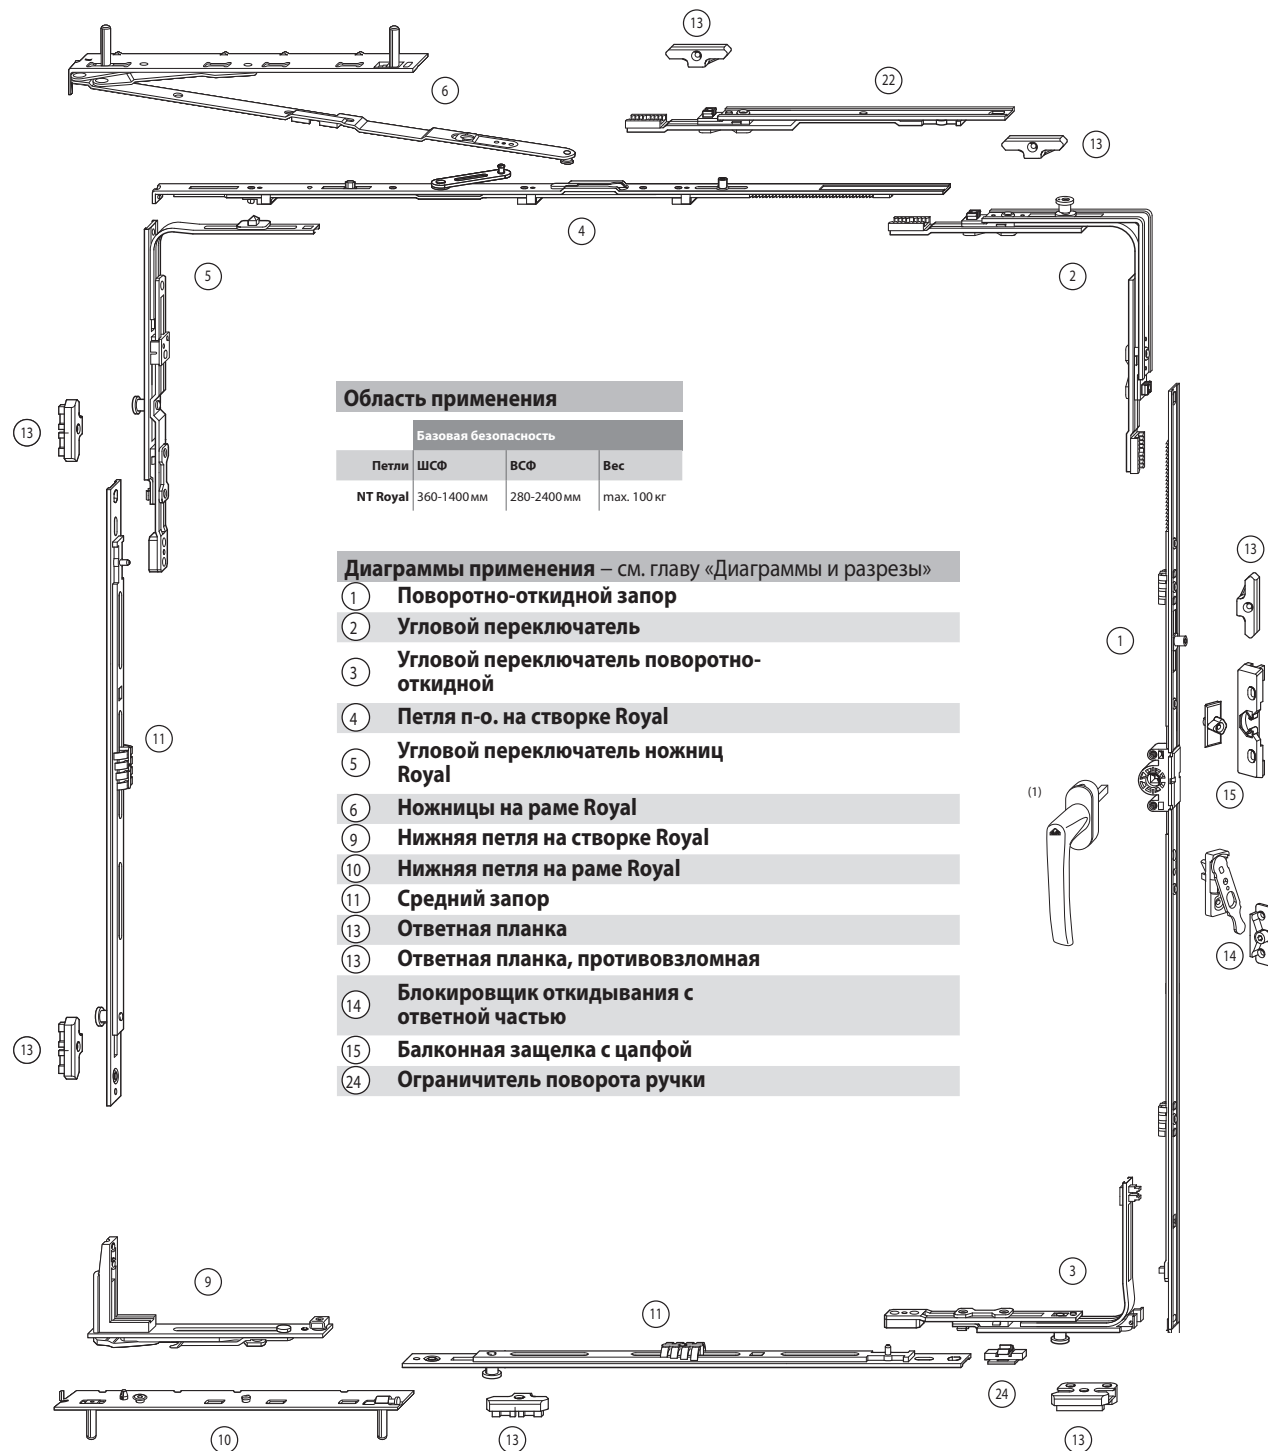 13
6
22
13
4
5
2
Область применения
Базовая безопасность
Петли ШСФ ВСФ Вес
NT Royal 360-1400 мм 280-2400 мм max. 100 кг
13
13
Диаграммы применения – см. главу «Диаграммы и разрезы»
1 Поворотно-откидной запор
2 Угловой переключатель
3 Угловой переключатель поворотно-
откидной
4 Петля п-о. на створке Royal
5 Угловой переключатель ножниц
Royal
6 Ножницы на раме Royal
9 Нижняя петля на створке Royal
10 Нижняя петля на раме Royal
11 Средний запор
13 Ответная планка
13 Ответная планка, противовзломная
14 Блокировщик откидывания с
ответной частью
15 Балконная защелка с цапфой
24 Ограничитель поворота ручки
1
11
(1)
15
14
13
9
3
11
24
10
13
13